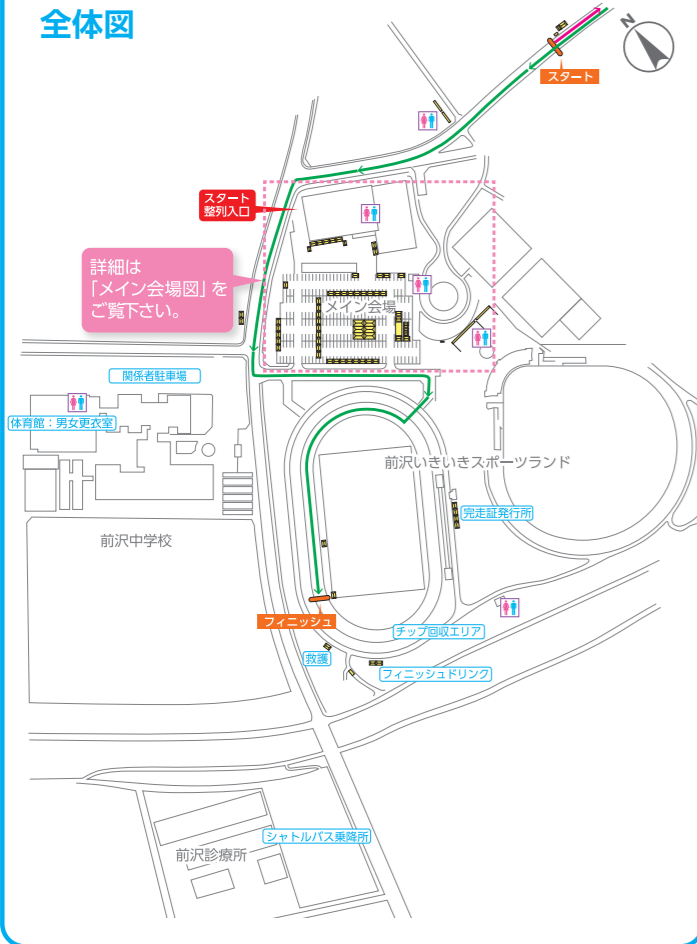 全体図
N
スタート
スタート
整列入口
詳細は
「メイン会場図」を
ご覧下さい。
メイン会場
関係者駐車場
体育館：男女更衣室
前沢いきいきスポーツランド
完走証発行所
前沢中学校
フィニッシュ
チップ回収エリア
救護
フィニッシュドリンク
シャトルバス乗降所
前沢診療所